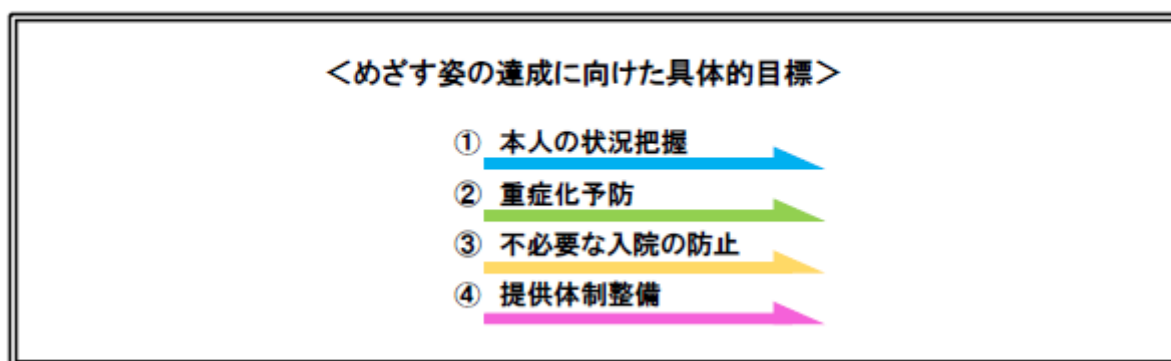 ＜めざす姿の達成に向けた具体的目標＞
① 本人の状況把握
② 重症化予防
③ 不必要な入院の防止
④ 提供体制整備